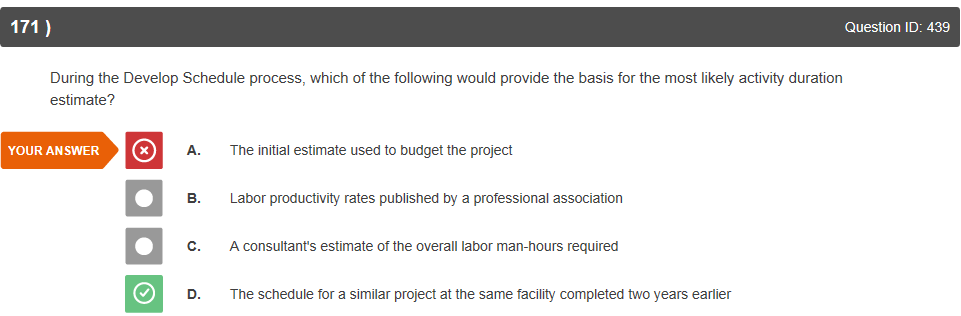 171 )
Question ID: 439
During the Develop Schedule process, which of the following would provide the basis for the most likely activity duration
estimate?
YOUR ANSWER
A. The initial estimate used to budget the project
B. Labor productivity rates published by a professional association
C. A consultant's estimate of the overall labor man-hours required
D. The schedule for a similar project at the same facility completed two years earlier